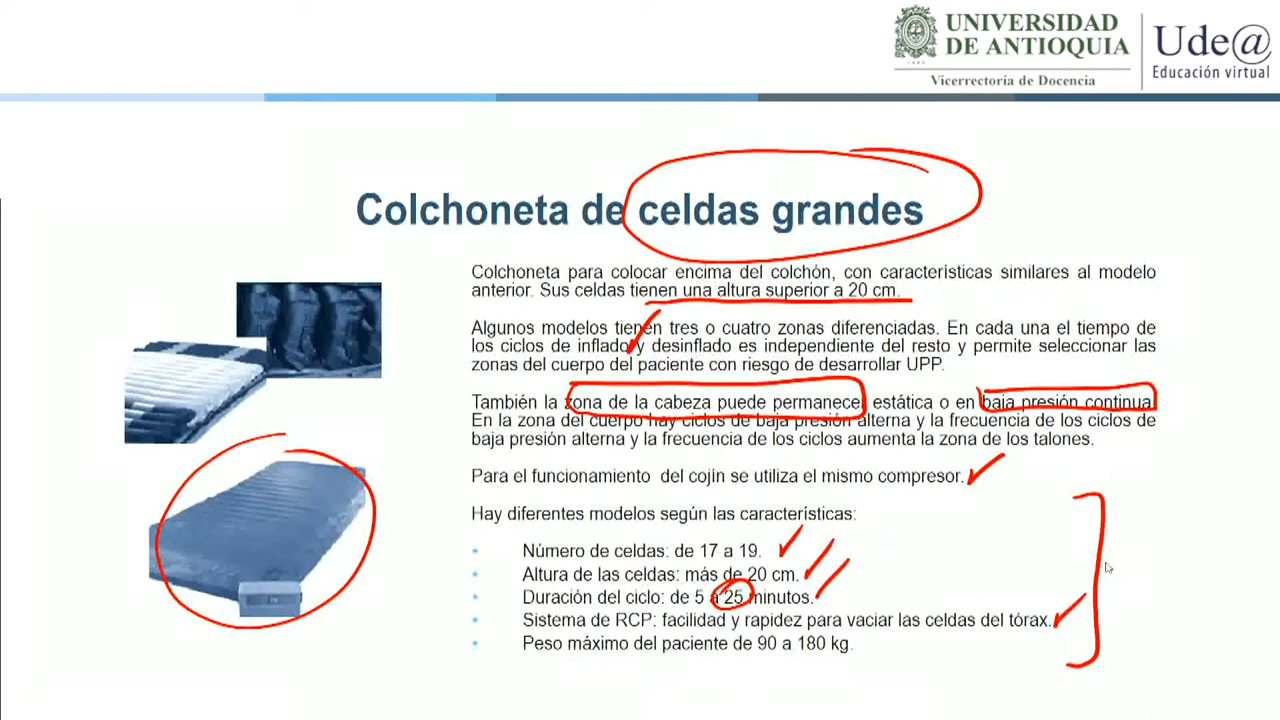 UNIVERSIDAD
DE ANTIOQUIA
Vicerrectoría de Docencia
Ude@
Educación virtual
Colchoneta de celdas grandes
Colchoneta para colocar encima del colchón, con características similares al modelo
anterior. Sus celdas tienen una altura superior a 20 cm.
Algunos modelos tienen tres o cuatro zonas diferenciadas. En cada una el tiempo de
los ciclos de inflado y desinflado es independiente del resto y permite seleccionar las
zonas del cuerpo del paciente con riesgo de desarrollar UPP.
También la zona de la cabeza puede permanecer estática o en baja presión continua.
En la zona del cuerpo hay ciclos de baja presión alterna y la frecuencia de los ciclos de
baja presión alterna y la frecuencia de los ciclos aumenta la zona de los talones.
Para el funcionamiento del cojín se utiliza el mismo compresor.
Hay diferentes modelos según las características:
• Número de celdas: de 17 a 19.
• Altura de las celdas: más de 20 cm.
• Duración del ciclo: de 5 a 25 minutos.
• Sistema de RCP: facilidad y rapidez para vaciar las celdas del tórax.
• Peso máximo del paciente de 90 a 180 kg.